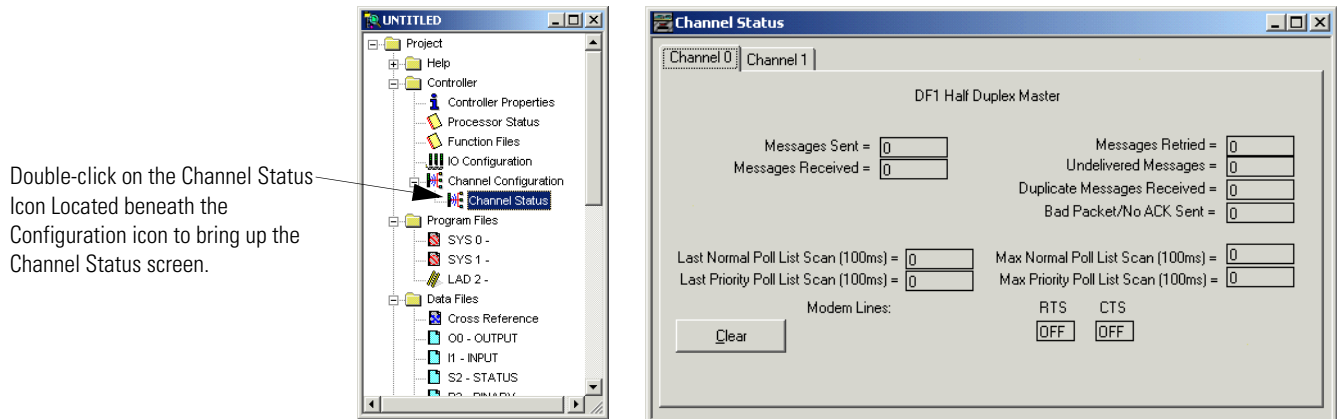 Double-click on the Channel Status
Icon Located beneath the
Configuration icon to bring up the
Channel Status screen.
UNTITLED
Project
Help
Controller
Controller Properties
Processor Status
Function Files
IO Configuration
Channel Configuration
Channel Status
Program Files
SYS 0 -
SYS 1 -
LAD 2 -
Data Files
Cross Reference
O0 - OUTPUT
I1 - INPUT
S2 - STATUS
Channel Status
Channel 0 Channel 1
DF1 Half Duplex Master
Messages Sent = 0
Messages Received = 0
Messages Retried = 0
Undelivered Messages = 0
Duplicate Messages Received = 0
Bad Packet/No ACK Sent = 0
Last Normal Poll List Scan (100ms) = 0
Last Priority Poll List Scan (100ms) = 0
Max Normal Poll List Scan (100ms) = 0
Max Priority Poll List Scan (100ms) = 0
Modem Lines: RTS CTS
OFF OFF
Clear